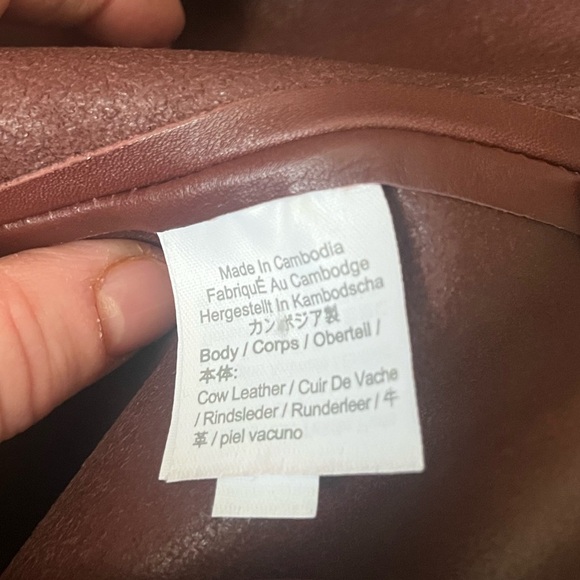 Made In Cambodia
FabriquÉ Au Cambodge
Hergestellt In Kambodscha
カンボジア製
Body / Corps / Obertell /
本体:
Cow Leather / Cuir De Vache
/ Rindsleder / Runderleer / 牛
革 / piel vacuno